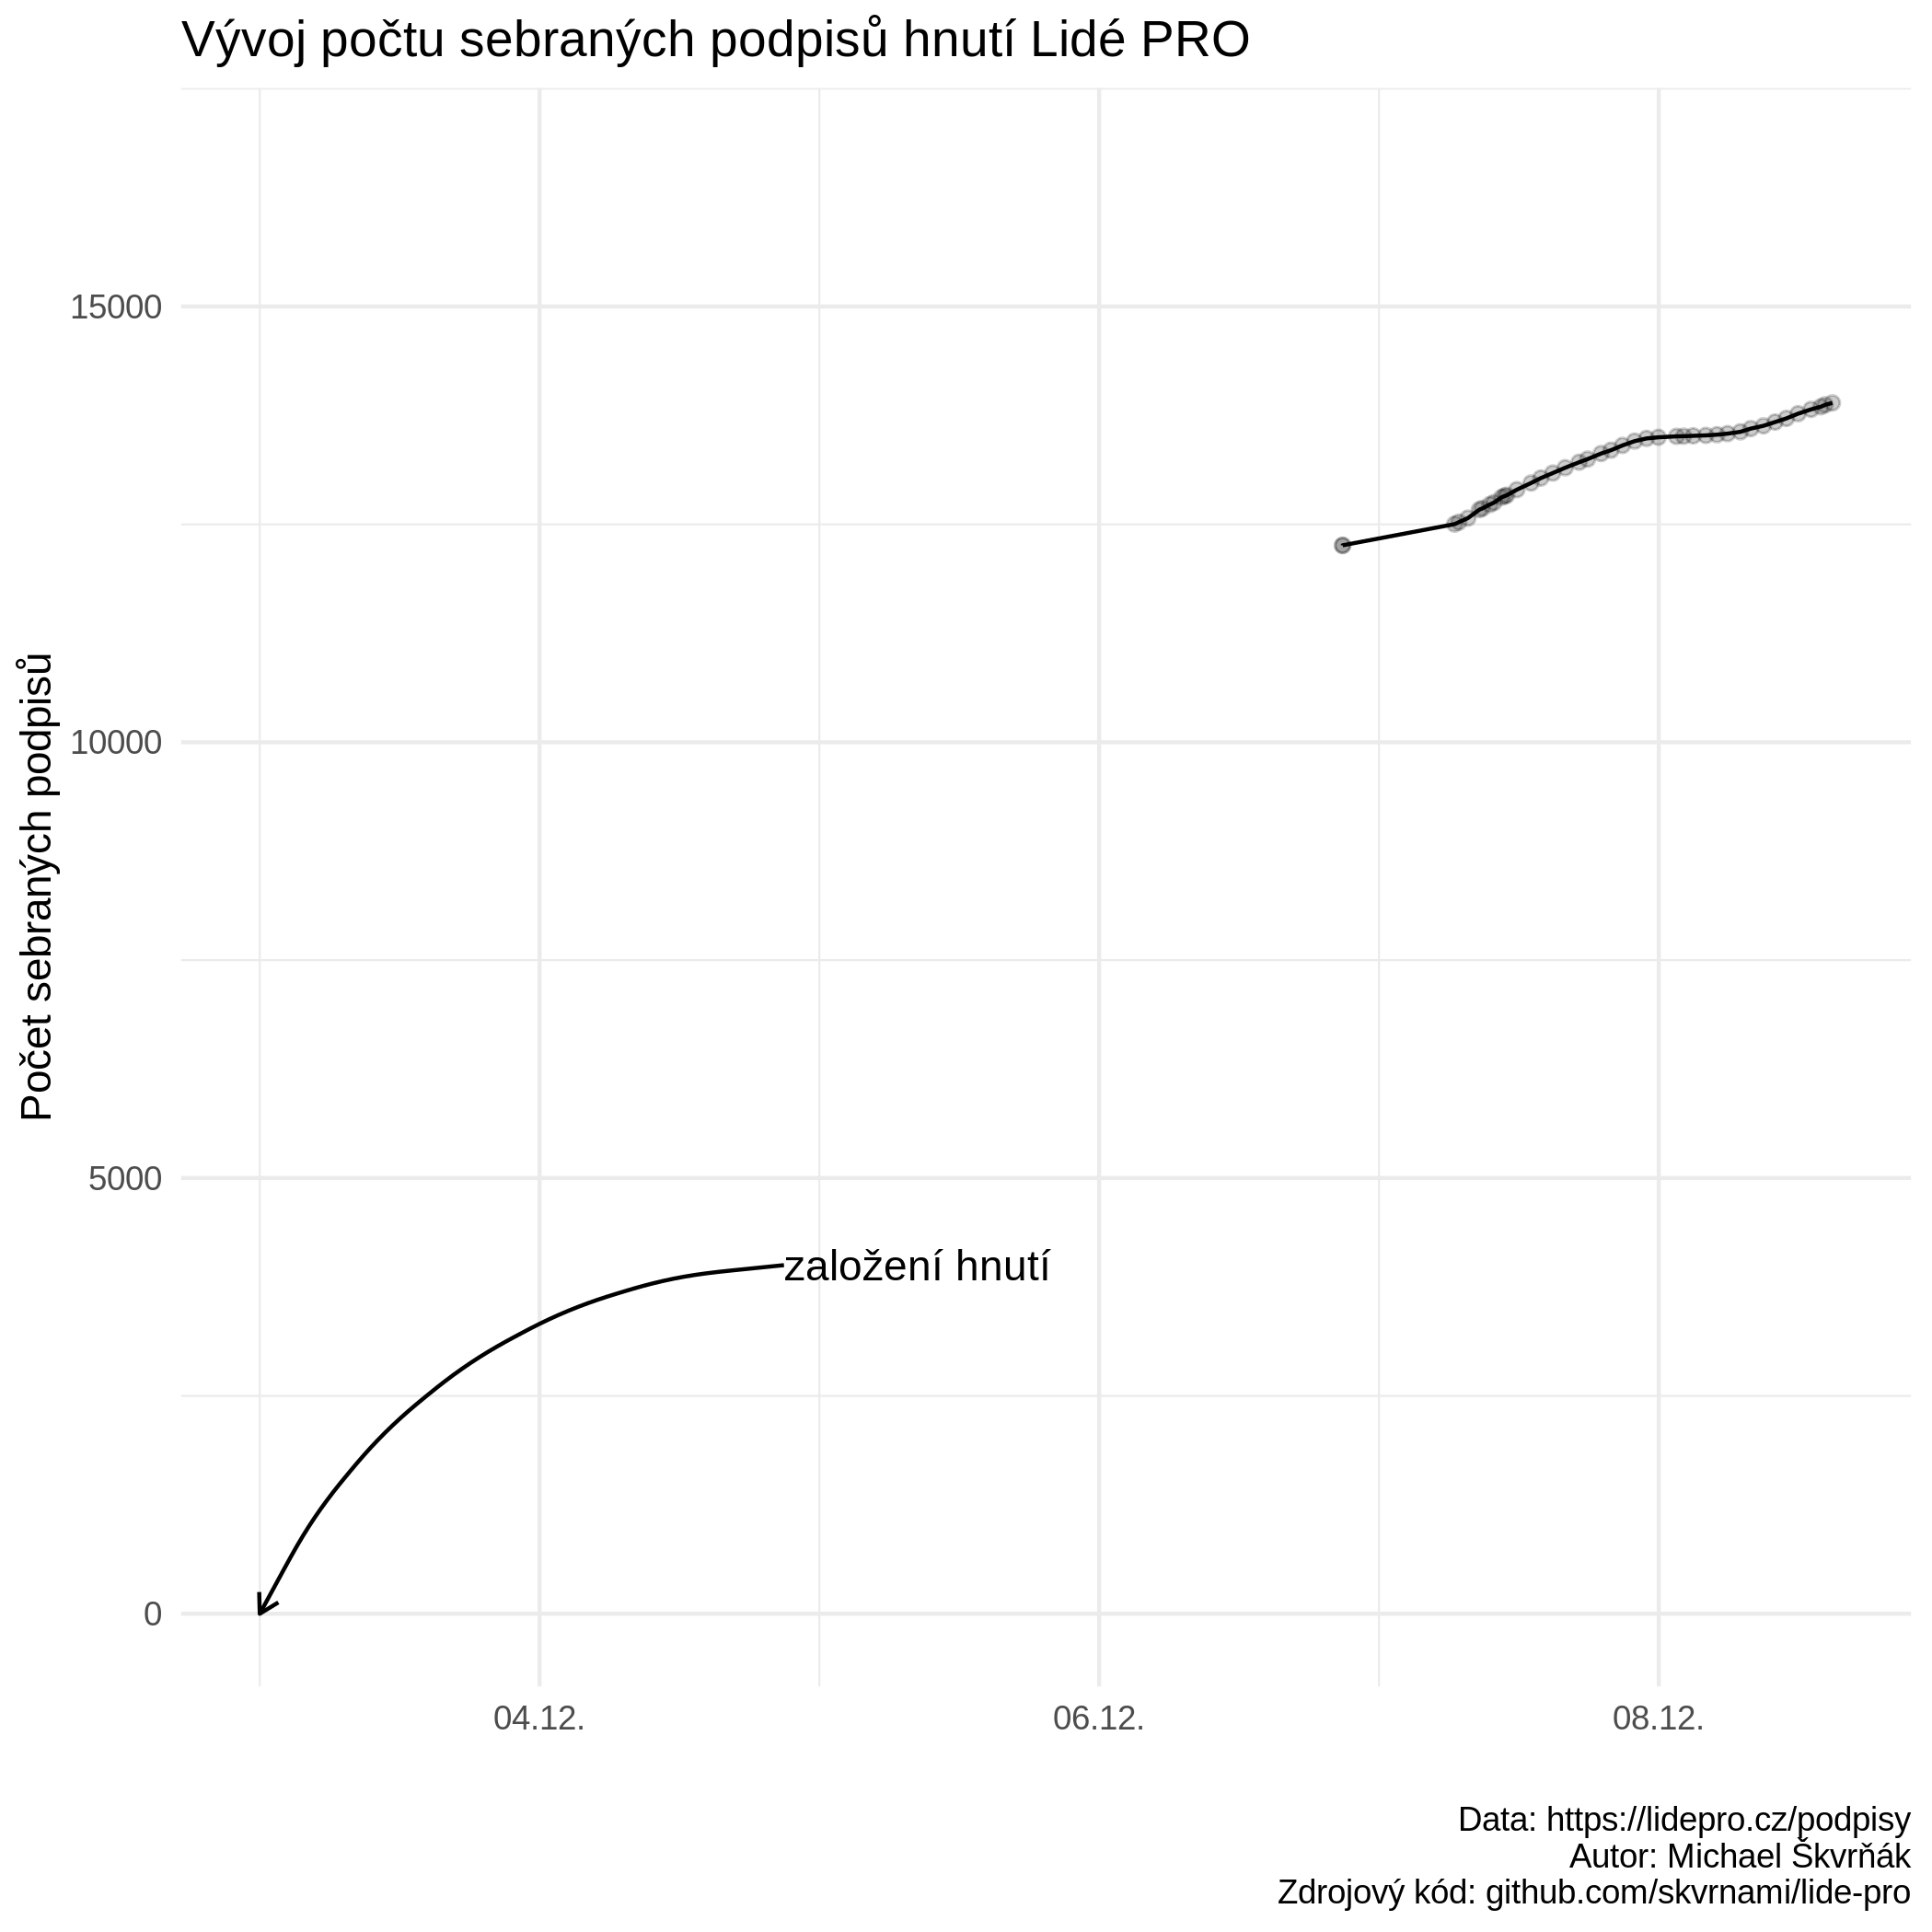 Vývoj počtu sebraných podpisů hnutí Lidé PRO
Počet sebraných podpisů
15000
10000
5000
0
založení hnutí
04.12.
06.12.
08.12.
Data: https://lidepro.cz/podpisy
Autor: Michael Škvrňák
Zdrojový kód: github.com/skvrnami/lide-pro